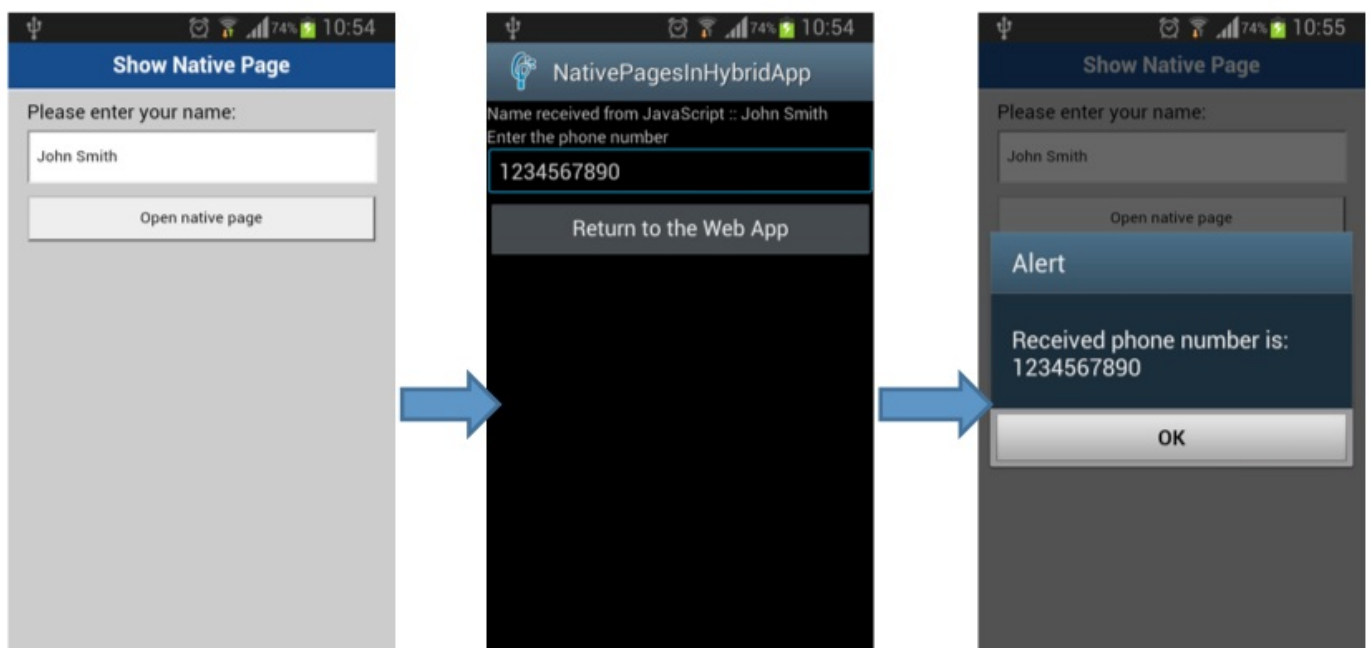 74% 10:54
Show Native Page
Please enter your name:
John Smith
Open native page
74% 10:54
NativePagesInHybridApp
Name received from JavaScript :: John Smith
Enter the phone number
1234567890
Return to the Web App
74% 10:55
Show Native Page
Please enter your name:
John Smith
Open native page
Alert
Received phone number is:
1234567890
OK